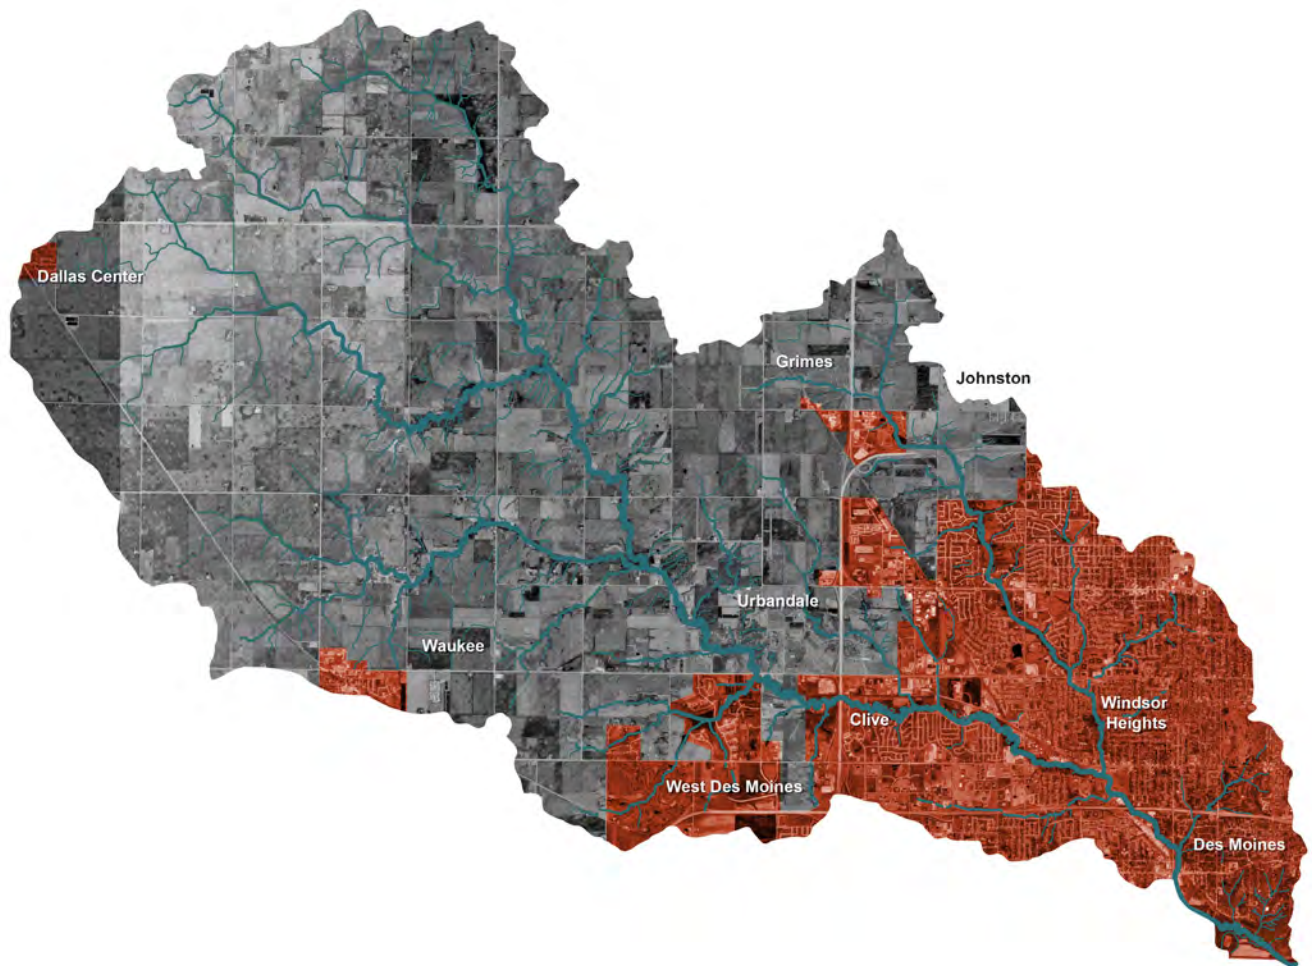 Dallas Center
Grimes
Johnston
Urbandale
Waukee
Windsor
Heights
Clive
West Des Moines
Des Moines